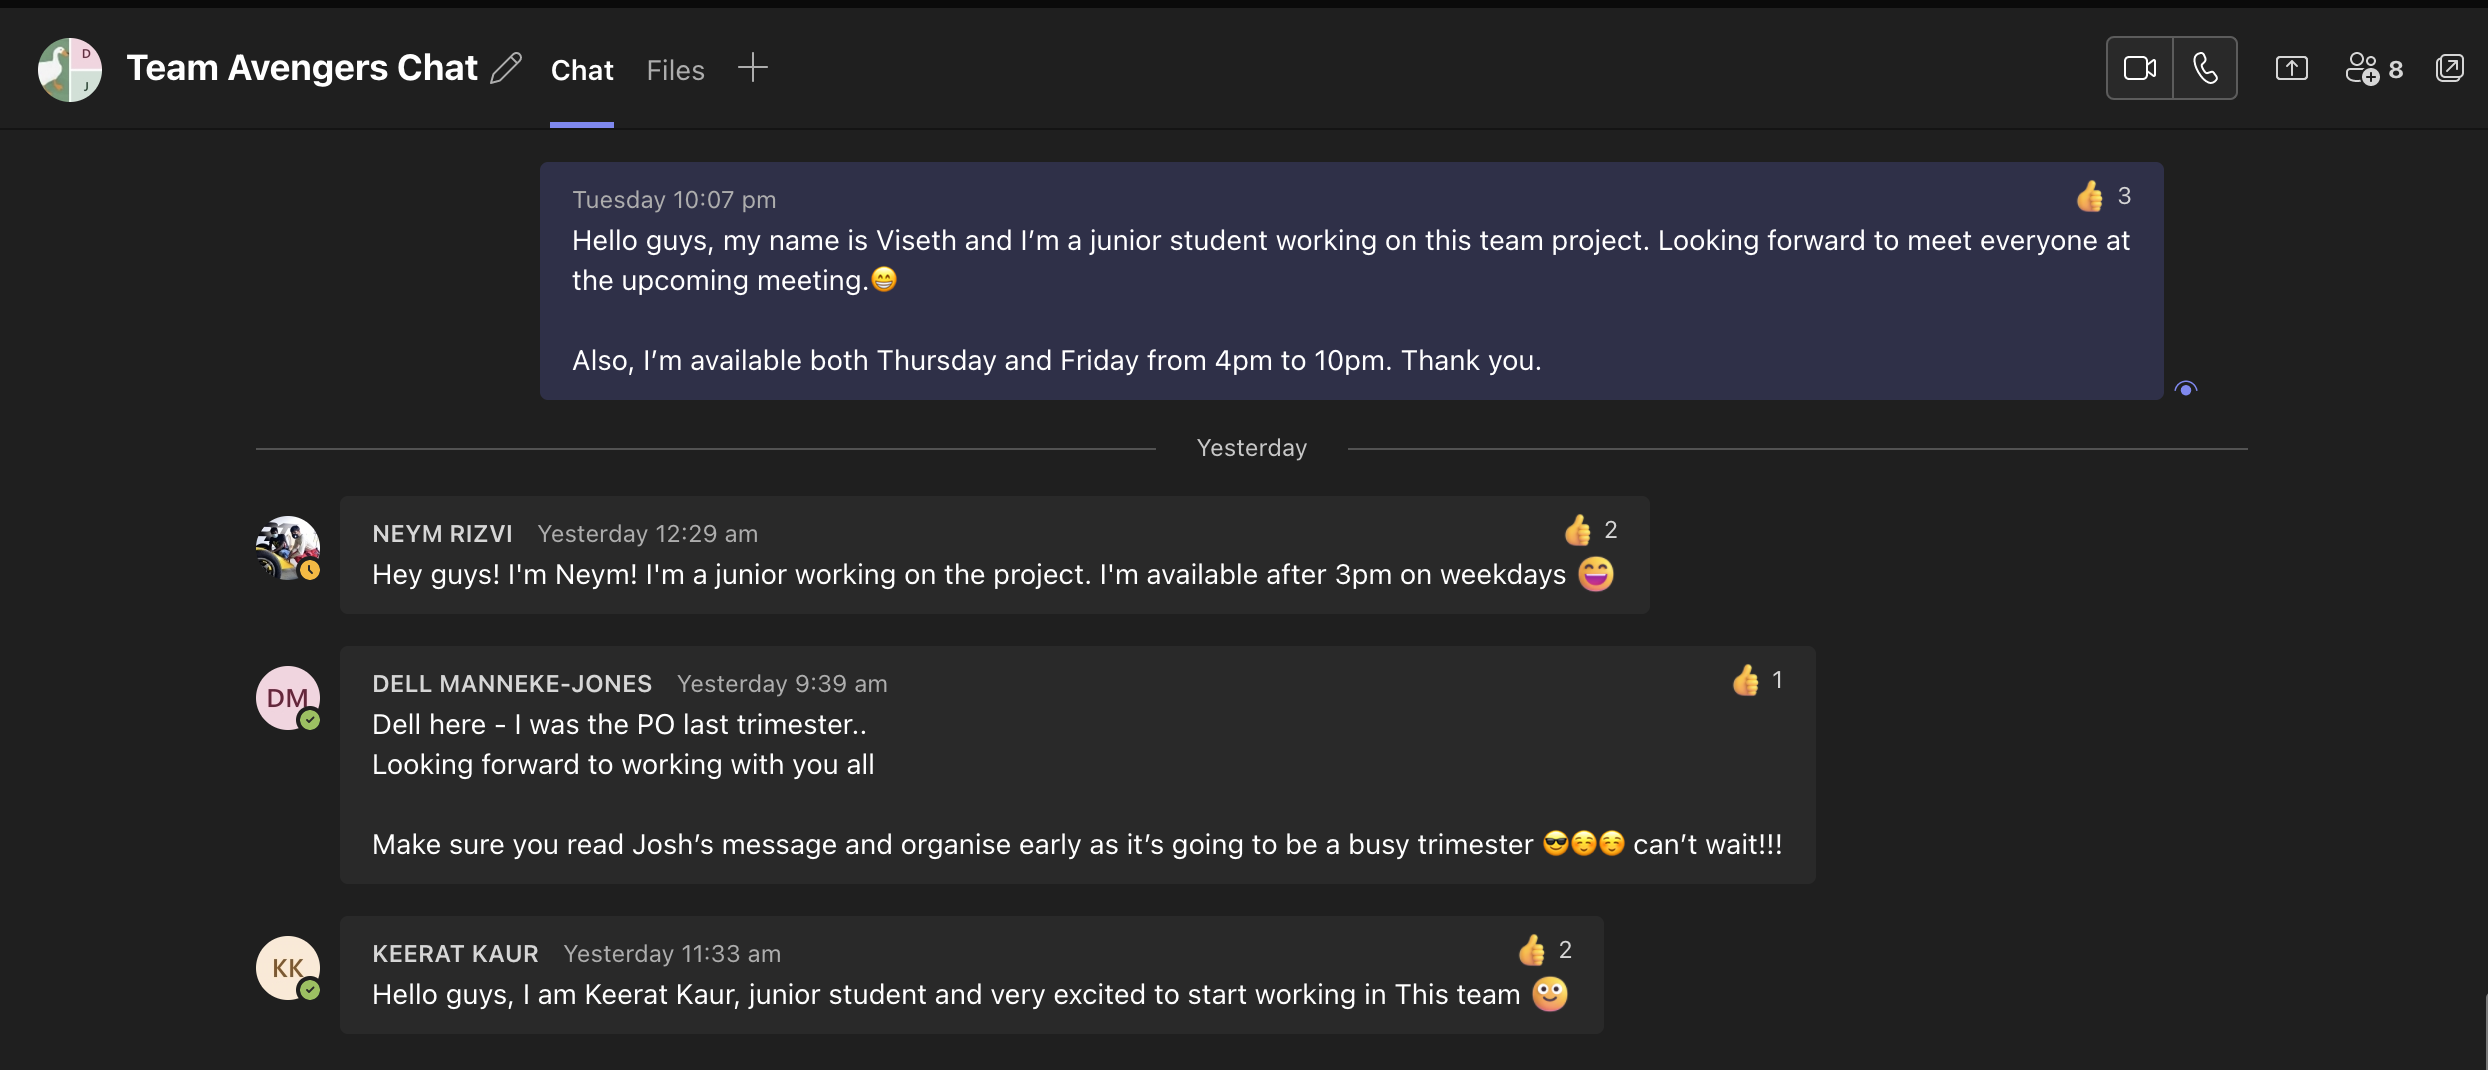 D
J
Team Avengers Chat
Chat
Files
8
Tuesday 10:07 pm
3
Hello guys, my name is Viseth and I’m a junior student working on this team project. Looking forward to meet everyone at
the upcoming meeting.😁
Also, I’m available both Thursday and Friday from 4pm to 10pm. Thank you.
Yesterday
NEYM RIZVI Yesterday 12:29 am
2
Hey guys! I'm Neym! I'm a junior working on the project. I'm available after 3pm on weekdays 😄
DM
DELL MANNEKE-JONES Yesterday 9:39 am
1
Dell here - I was the PO last trimester..
Looking forward to working with you all
Make sure you read Josh’s message and organise early as it’s going to be a busy trimester 😎☺️☺️ can’t wait!!!
KK
KEERAT KAUR Yesterday 11:33 am
2
Hello guys, I am Keerat Kaur, junior student and very excited to start working in This team 🙂